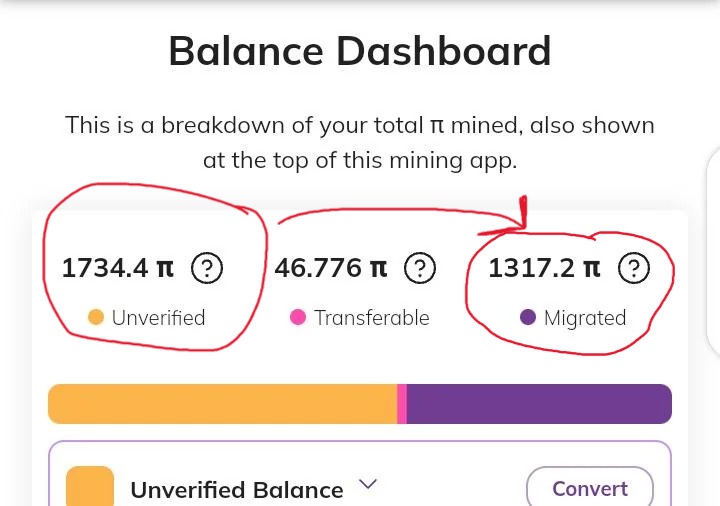 Balance Dashboard
This is a breakdown of your total π mined, also shown
at the top of this mining app.
1734.4 π ? 46.776 π ? 1317.2 π ?
Unverified Transferable Migrated
Unverified Balance Convert